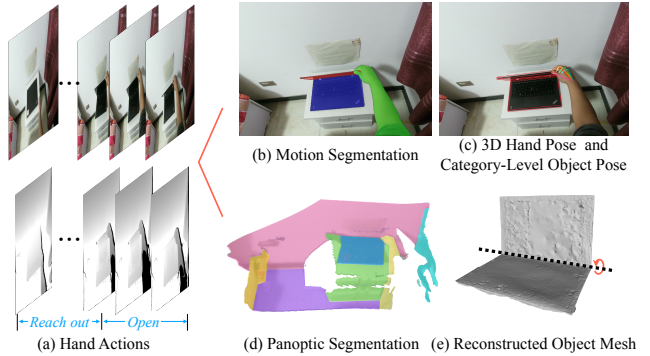 (b) Motion Segmentation
(c) 3D Hand Pose and
Category-Level Object Pose
Reach out
Open
(a) Hand Actions
(d) Panoptic Segmentation
(e) Reconstructed Object Mesh